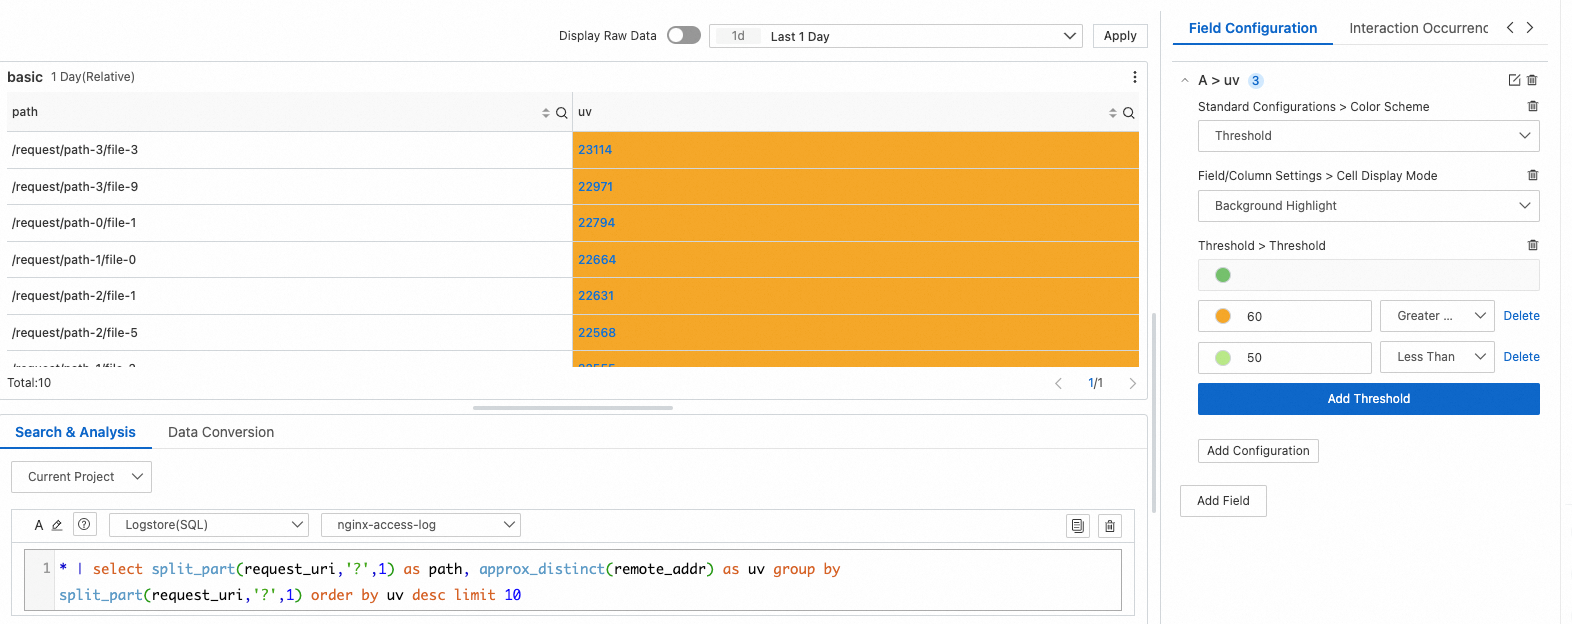 Display Raw Data
1d Last 1 Day
Apply
basic 1 Day(Relative)
path
uv
/request/path-3/file-3
23114
/request/path-3/file-9
22971
/request/path-0/file-1
22794
/request/path-1/file-0
22664
/request/path-2/file-1
22631
/request/path-2/file-5
22568
Total:10
1/1
Search & Analysis
Data Conversion
Current Project
A
Logstore(SQL)
nginx-access-log
1
* | select split_part(request_uri,'?',1) as path, approx_distinct(remote_addr) as uv group by
split_part(request_uri,'?',1) order by uv desc limit 10
Field Configuration
Interaction Occurrenc
A > uv 3
Standard Configurations > Color Scheme
Threshold
Field/Column Settings > Cell Display Mode
Background Highlight
Threshold > Threshold
60
Greater ...
Delete
50
Less Than
Delete
Add Threshold
Add Configuration
Add Field